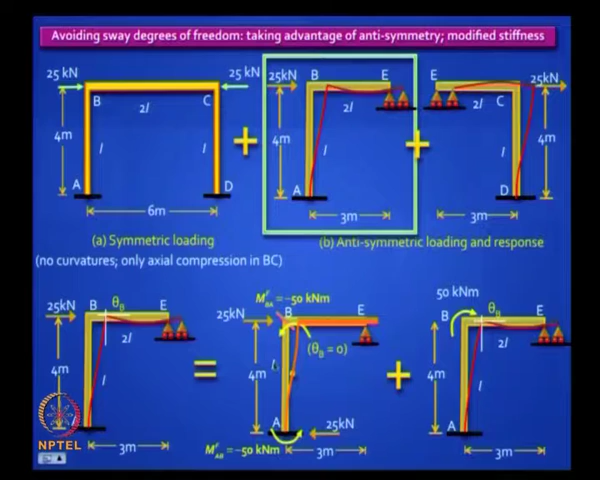 Avoiding sway degrees of freedom: taking advantage of anti-symmetry; modified stiffness
25 kN
25 kN
25kN
B
E
E
25kN
B
C
2I
2I
2I
C
4m
I
I
4m
I
4m
I
A
D
A
D
6m
3m
3m
(a) Symmetric loading
(b) Anti-symmetric loading and response
(no curvatures; only axial compression in BC)
25kN
B
θB
E
2I
4m
I
3m
=
M^F_BA = −50 kNm
25kN
B
E
(θB = 0)
4m
I
A
25kN
M^F_AB = −50 kNm
3m
+
50 kNm
B
θB
E
2I
4m
I
A
3m
NPTEL